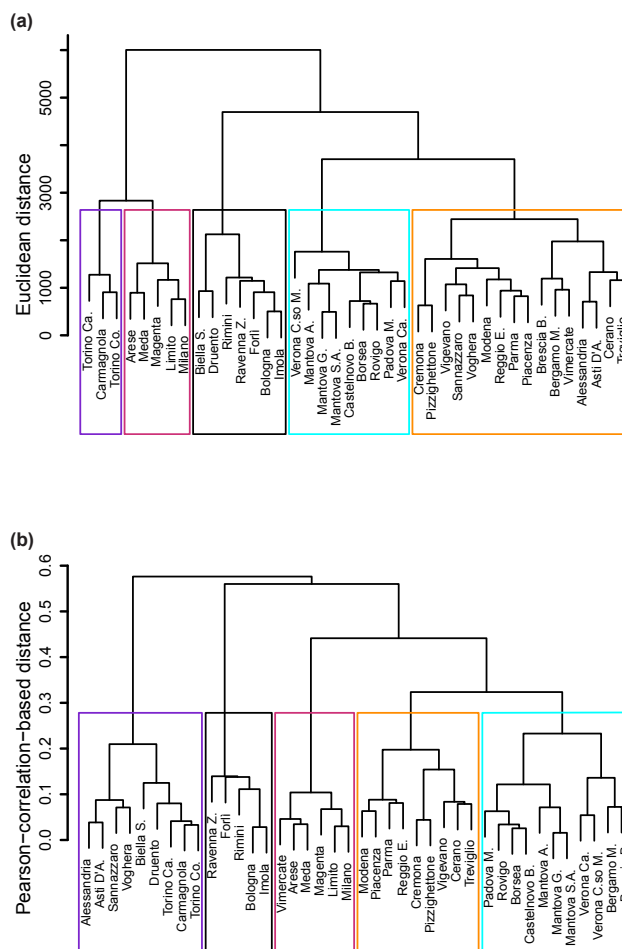 (a)
Euclidean distance
0 1000 3000 5000
Torino Ca.
Carmagnola
Torino Co.
Arese
Meda
Magenta
Limito
Milano
Biella S.
Druento
Rimini
Ravenna Z.
Forlì
Bologna
Imola
Verona C.so M.
Mantova A.
Mantova G.
Mantova S.A.
Castelnovo B.
Borsea
Rovigo
Padova M.
Verona Ca.
Cremona
Pizzighettone
Vigevano
Sannazzaro
Voghera
Modena
Reggio E.
Parma
Piacenza
Brescia B.
Bergamo M.
Vimercate
Alessandria
Asti D'A.
Cerano
Treviglio
(b)
Pearson−correlation−based distance
0.0 0.1 0.2 0.3 0.4 0.5 0.6
Alessandria
Asti D'A.
Sannazzaro
Voghera
Biella S.
Druento
Torino Ca.
Carmagnola
Torino Co.
Ravenna Z.
Forlì
Rimini
Bologna
Imola
Vimercate
Arese
Meda
Magenta
Limito
Milano
Modena
Piacenza
Parma
Reggio E.
Cremona
Pizzighettone
Vigevano
Cerano
Treviglio
Padova M.
Rovigo
Borsea
Castelnovo B.
Mantova A.
Mantova G.
Mantova S.A.
Verona Ca.
Verona C.so M.
Bergamo M.